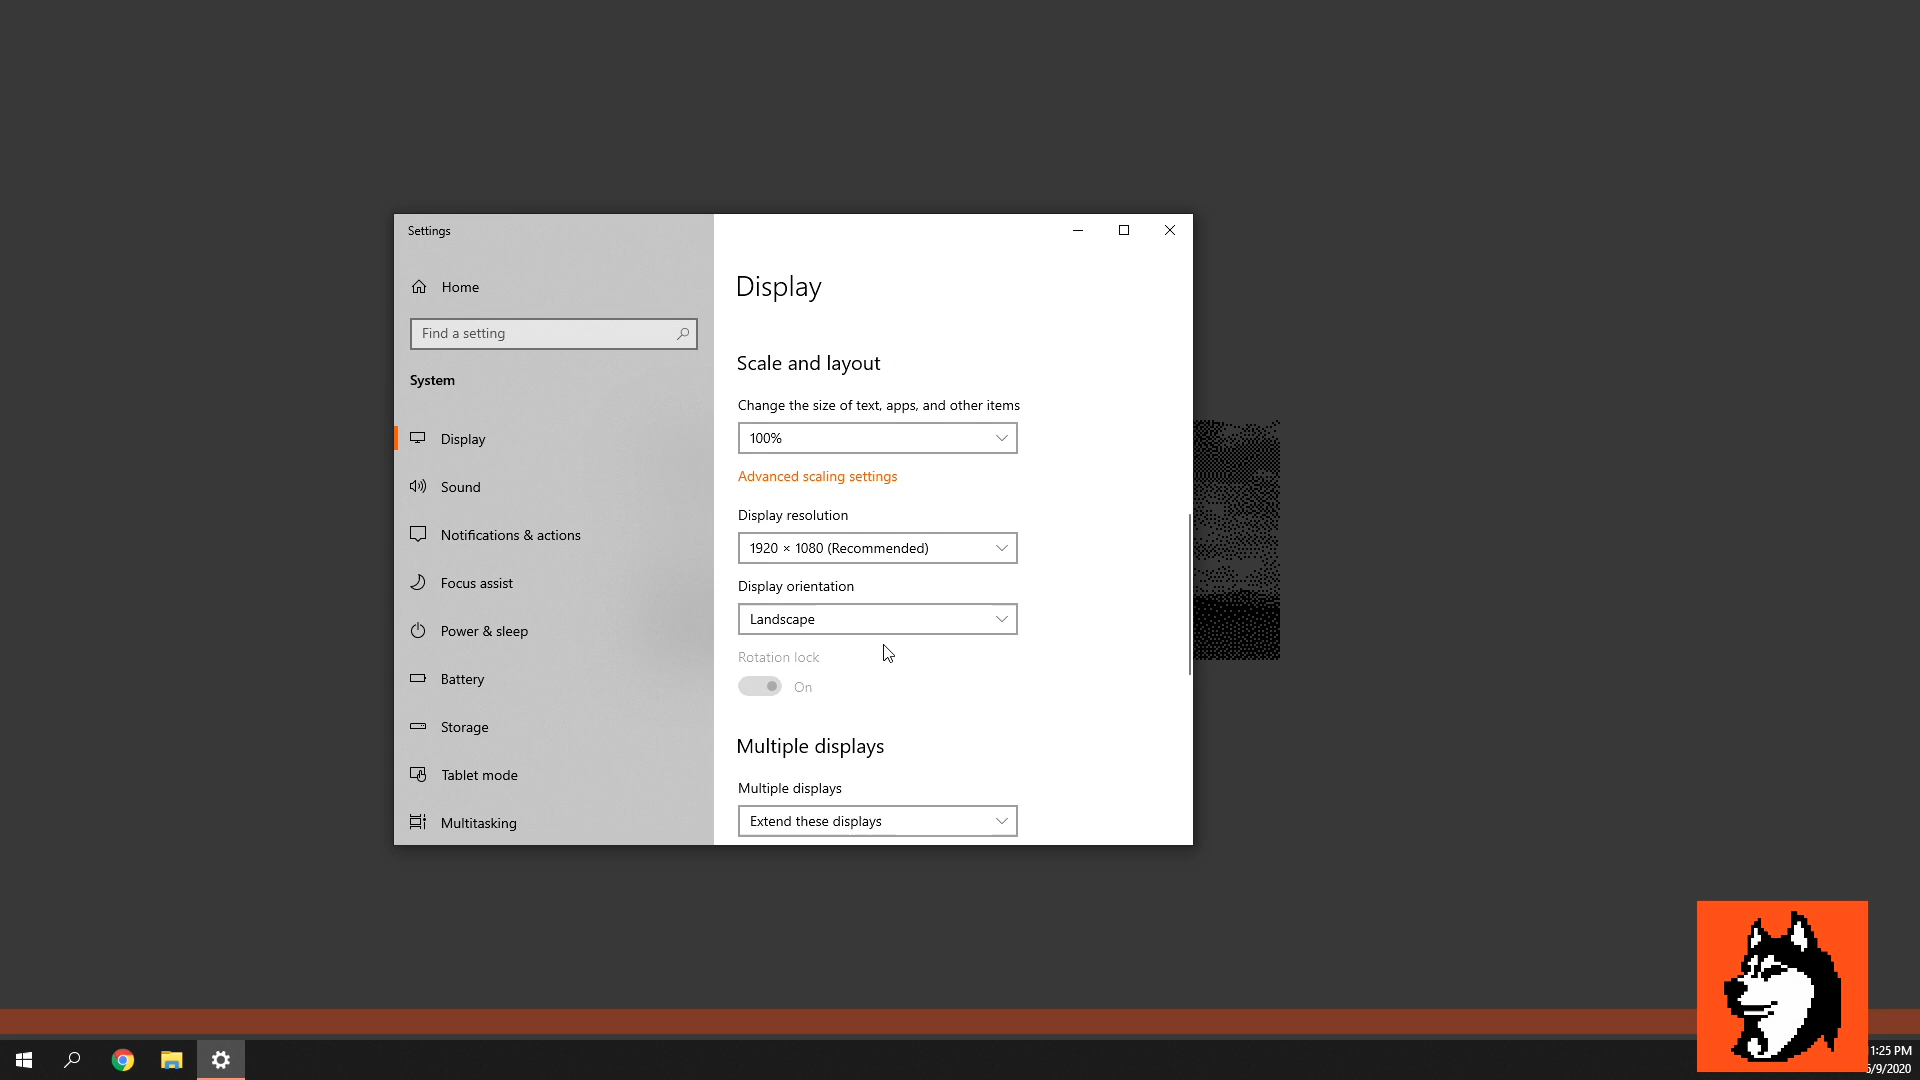 Settings
Home
Find a setting
System
Display
Sound
Notifications & actions
Focus assist
Power & sleep
Battery
Storage
Tablet mode
Multitasking
Display
Scale and layout
Change the size of text, apps, and other items
100%
Advanced scaling settings
Display resolution
1920 × 1080 (Recommended)
Display orientation
Landscape
Rotation lock
On
Multiple displays
Multiple displays
Extend these displays
1:25 PM
/9/2020